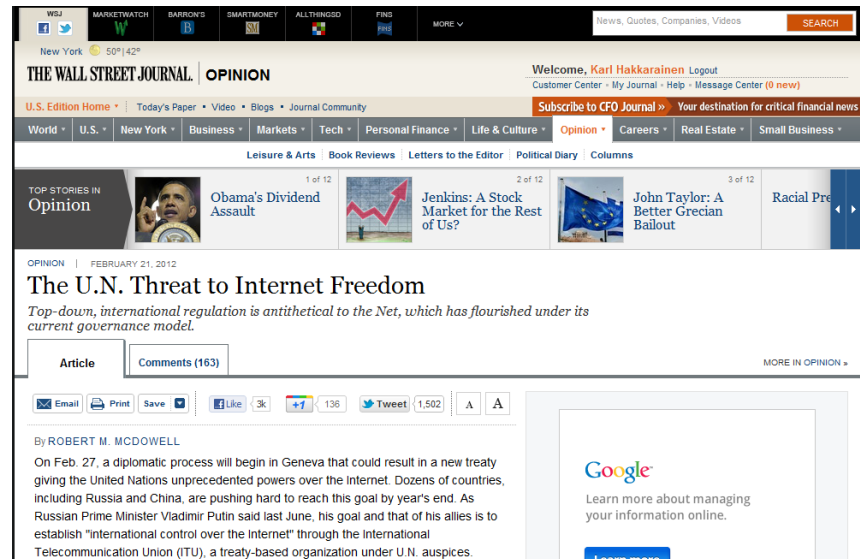 WSJ
MARKETWATCH
BARRON'S
SMARTMONEY
ALLTHINGSD
FINS
MORE
News, Quotes, Companies, Videos
SEARCH
New York 50º|42º
THE WALL STREET JOURNAL. OPINION
Welcome, Karl Hakkarainen Logout
Customer Center • My Journal • Help • Message Center (0 new)
U.S. Edition Home Today's Paper • Video • Blogs • Journal Community
Subscribe to CFO Journal » Your destination for critical financial news
World U.S. New York Business Markets Tech Personal Finance Life & Culture Opinion Careers Real Estate Small Business
Leisure & Arts Book Reviews Letters to the Editor Political Diary Columns
TOP STORIES IN
Opinion
1 of 12
Obama's Dividend
Assault
2 of 12
Jenkins: A Stock
Market for the Rest
of Us?
3 of 12
John Taylor: A
Better Grecian
Bailout
Racial Pre
OPINION | FEBRUARY 21, 2012
The U.N. Threat to Internet Freedom
Top-down, international regulation is antithetical to the Net, which has flourished under its
current governance model.
Article
Comments (163)
MORE IN OPINION »
Email Print Save Like 3k +1 136 Tweet 1,502 A A
By ROBERT M. MCDOWELL
On Feb. 27, a diplomatic process will begin in Geneva that could result in a new treaty
giving the United Nations unprecedented powers over the Internet. Dozens of countries,
including Russia and China, are pushing hard to reach this goal by year's end. As
Russian Prime Minister Vladimir Putin said last June, his goal and that of his allies is to
establish "international control over the Internet" through the International
Telecommunication Union (ITU), a treaty-based organization under U.N. auspices.
Google
Learn more about managing
your information online.
Learn more